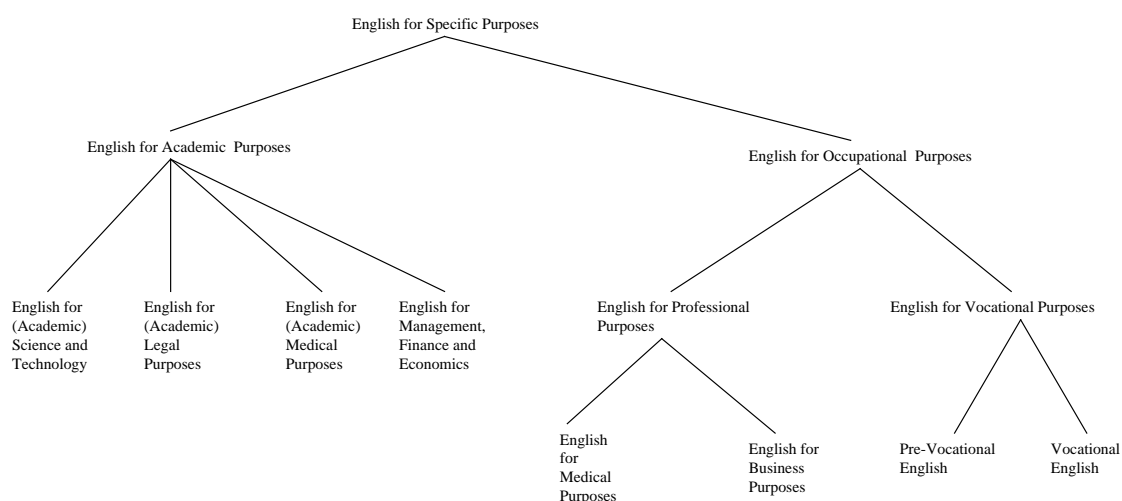 English for Specific Purposes
English for Academic Purposes
English for Occupational Purposes
English for
(Academic)
Science and
Technology
English for
(Academic)
Legal
Purposes
English for
(Academic)
Medical
Purposes
English for
Management,
Finance and
Economics
English for Professional
Purposes
English for Vocational Purposes
English
for
Medical
Purposes
English for
Business
Purposes
Pre-Vocational
English
Vocational
English